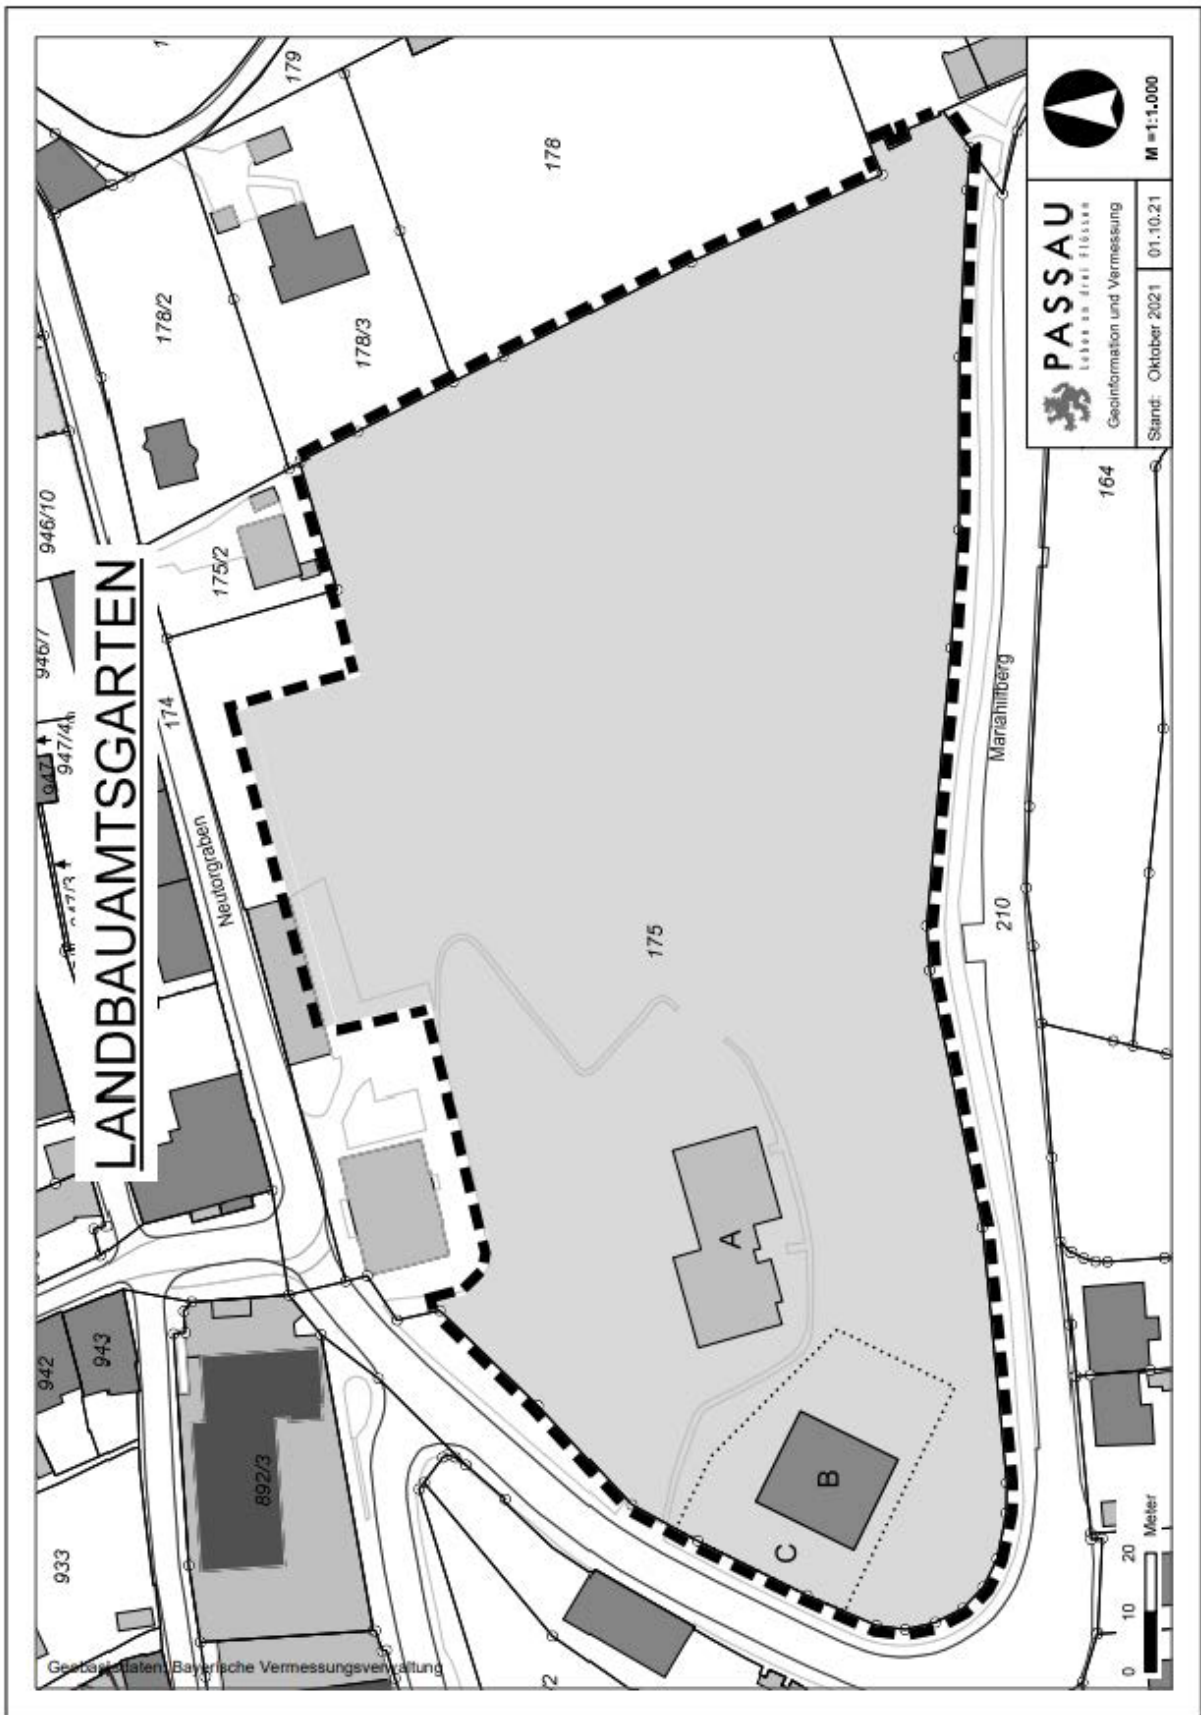 LANDBAUAMTSGARTEN
179
178
178/2
178/3
946/10
946/7
175/2
947/4
174
947
Neutorgraben
175
Mariahilfberg
210
164
A
B
C
942
943
892/3
933
M =1:1.000
PASSAU
Leben an drei Flüssen
Geoinformation und Vermessung
Stand: Oktober 2021
01.10.21
0 10 20 Meter
Geobasisdaten: Bayerische Vermessungsverwaltung